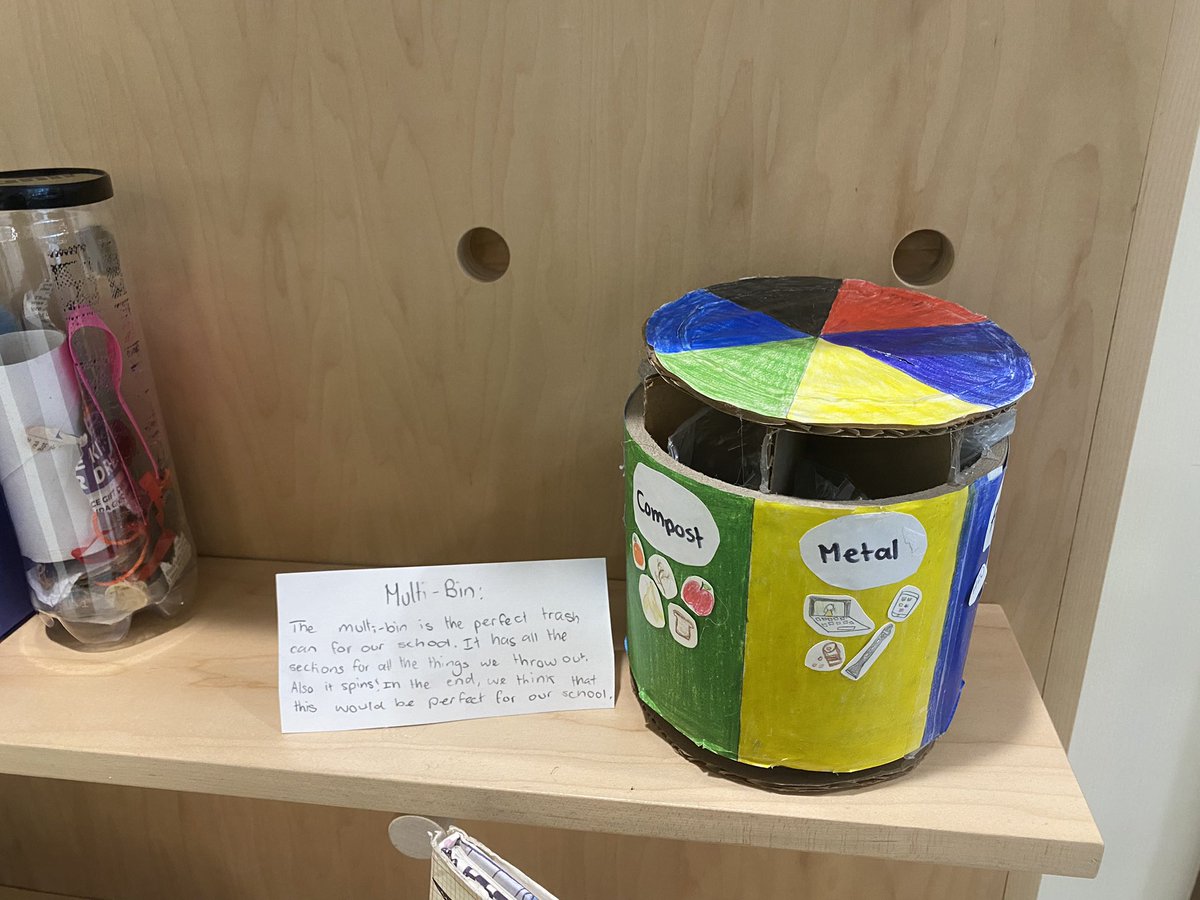 Multi-Bin:
The multi-bin is the perfect trash
can for our school. It has all the
sections for all the things we throw out.
Also it spins! In the end, we think that
this would be perfect for our school.
Compost
Metal